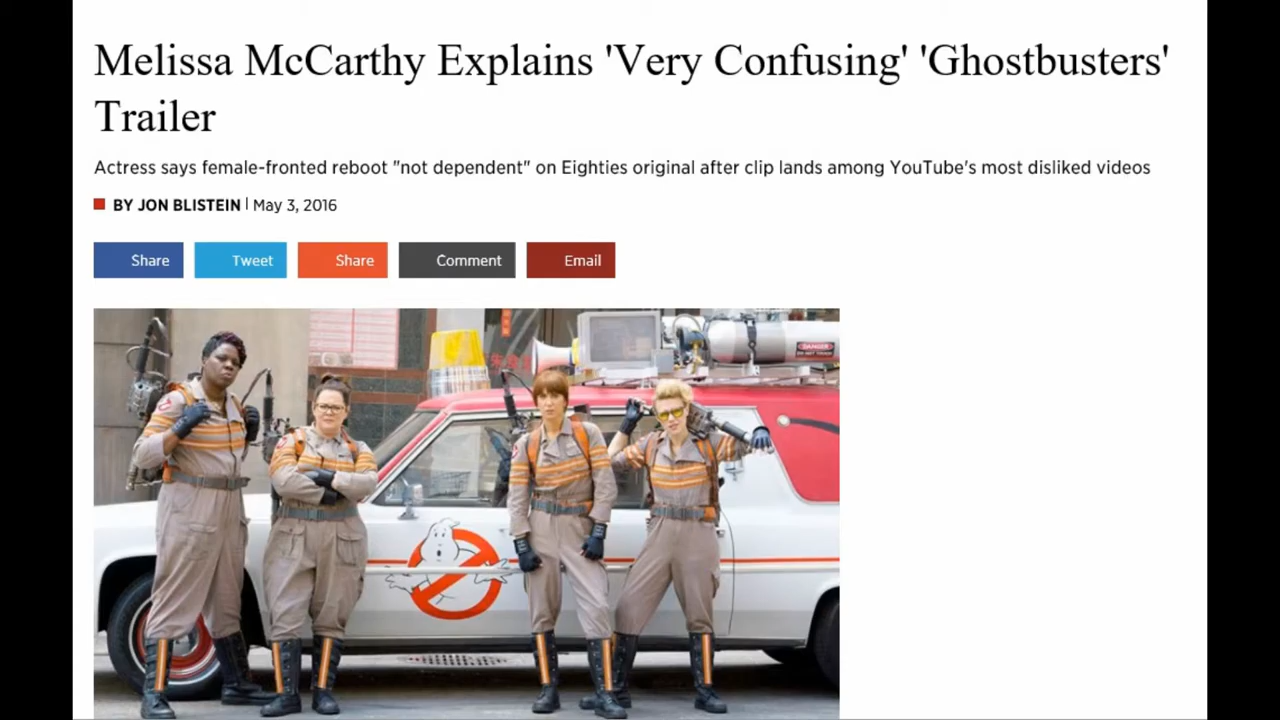 Melissa McCarthy Explains 'Very Confusing' 'Ghostbusters'
Trailer
Actress says female-fronted reboot "not dependent" on Eighties original after clip lands among YouTube's most disliked videos
BY JON BLISTEIN | May 3, 2016
Share
Tweet
Share
Comment
Email
DANGER